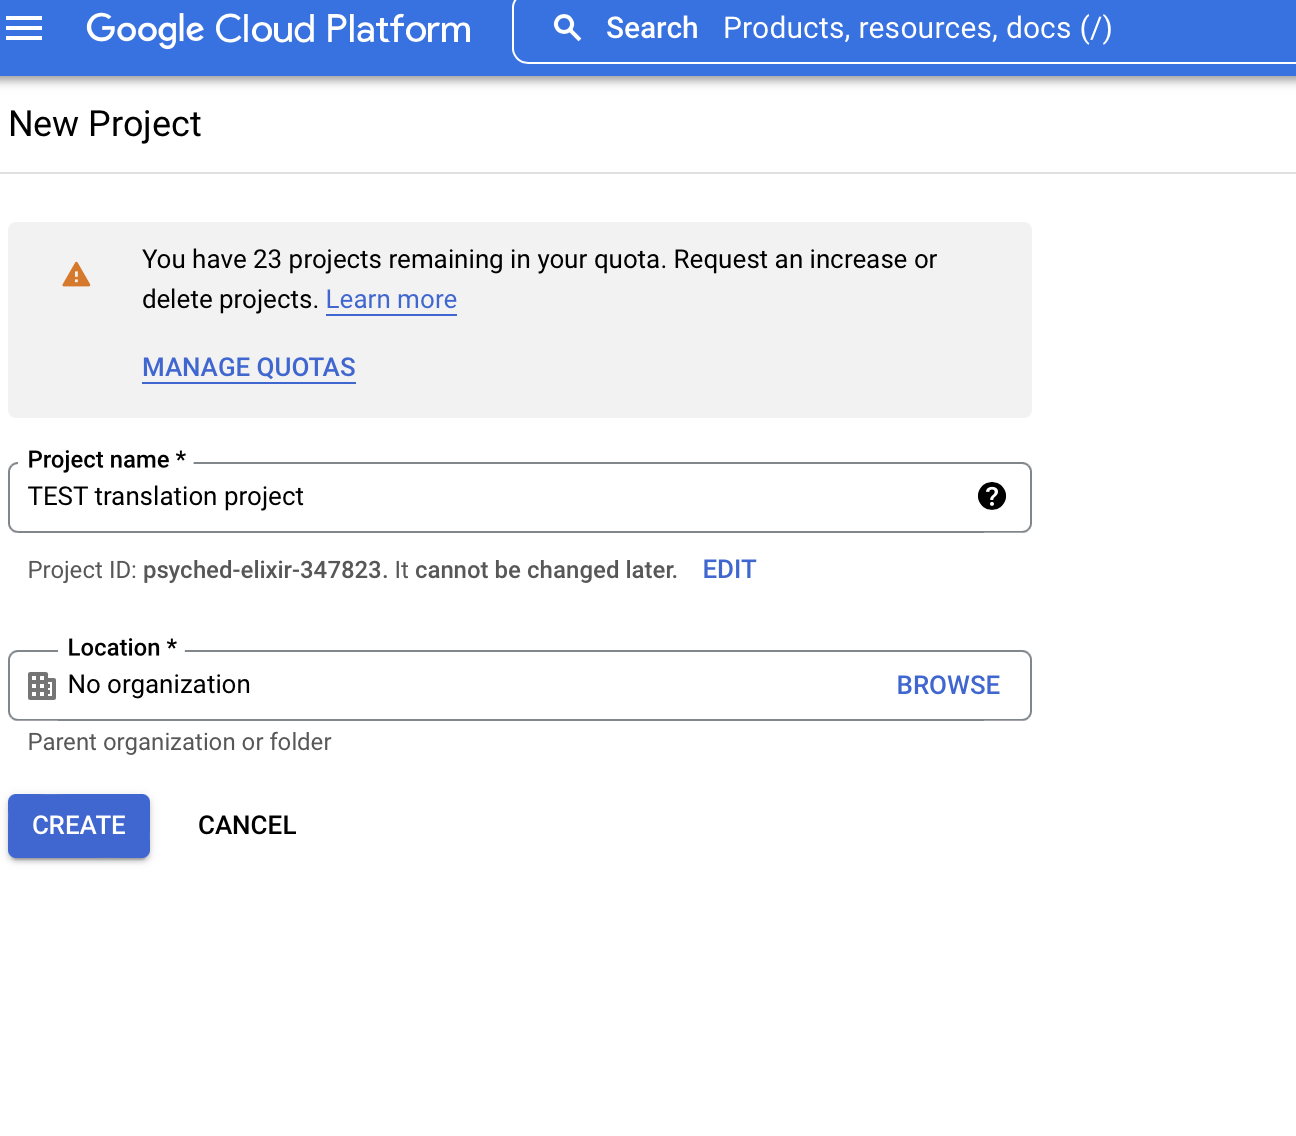 Google Cloud Platform
Search Products, resources, docs (/)
New Project
You have 23 projects remaining in your quota. Request an increase or
delete projects. Learn more
MANAGE QUOTAS
Project name *
TEST translation project
Project ID: psyched-elixir-347823. It cannot be changed later. EDIT
Location *
No organization BROWSE
Parent organization or folder
CREATE CANCEL